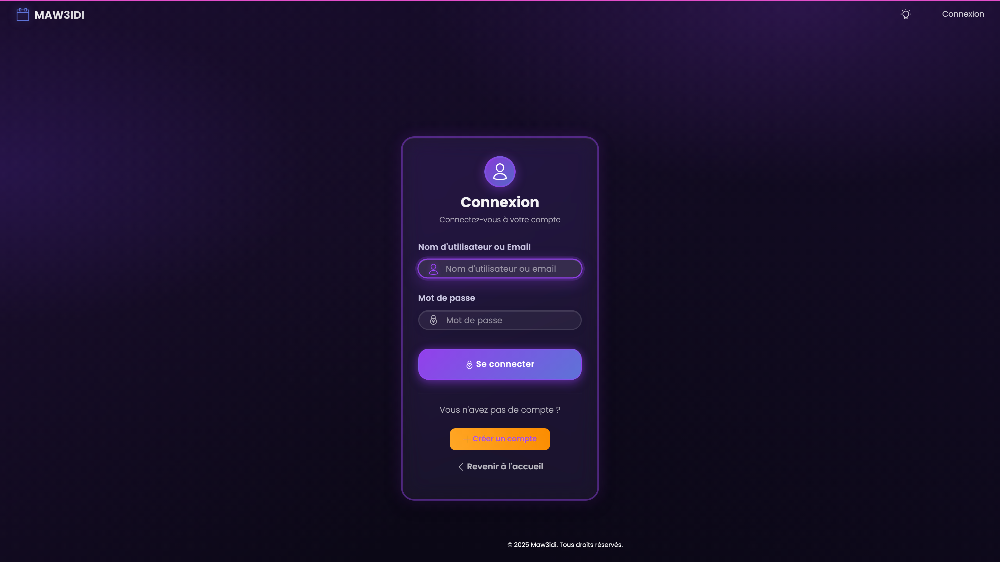 MAW3IDI
Connexion
Connexion
Connectez-vous à votre compte
Nom d'utilisateur ou Email
Nom d'utilisateur ou email
Mot de passe
Mot de passe
Se connecter
Vous n'avez pas de compte ?
Créer un compte
Revenir à l'accueil
© 2025 Maw3idi. Tous droits réservés.